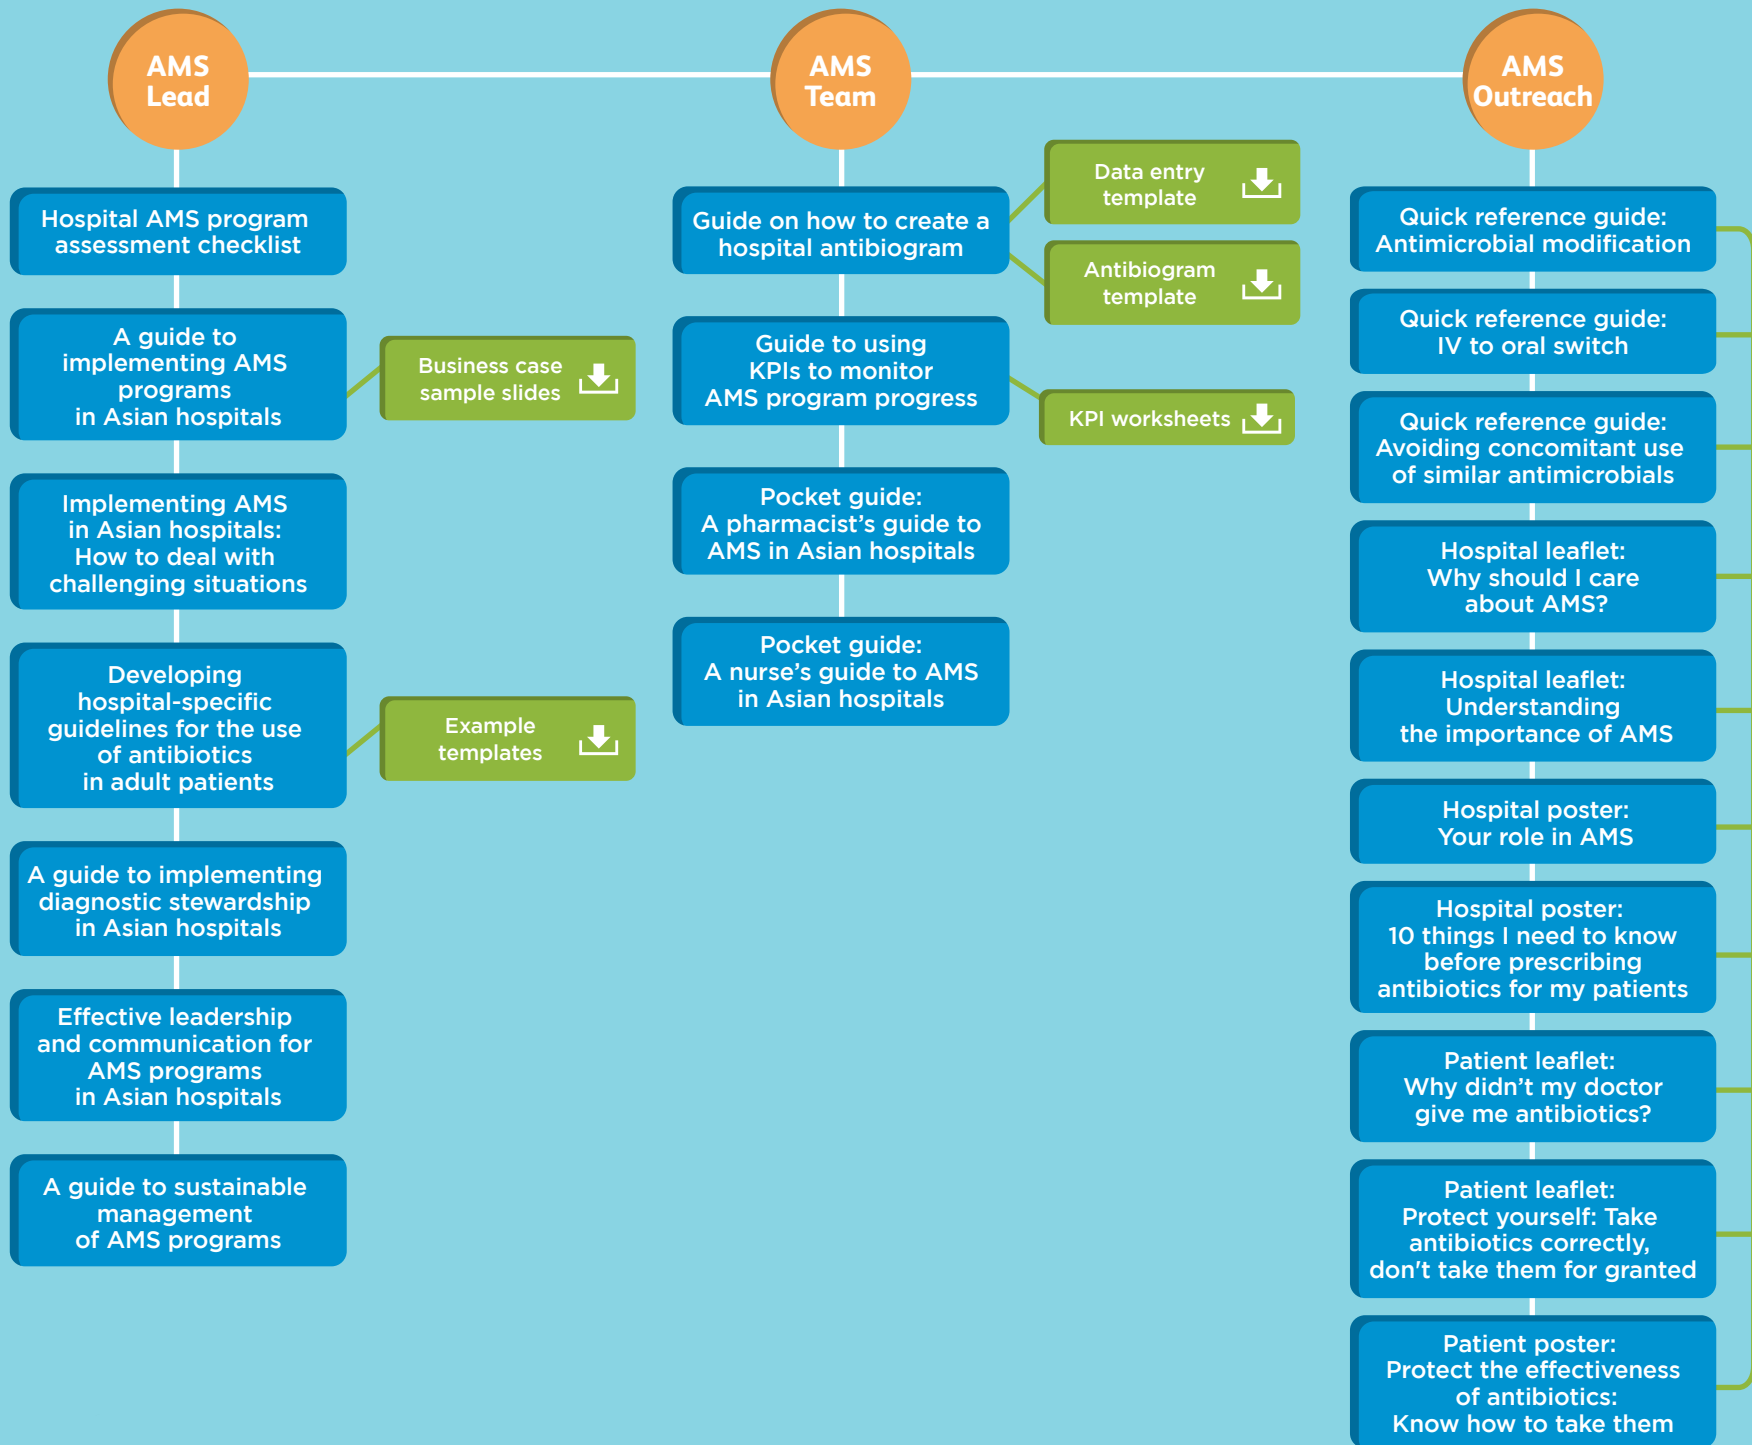 AMS
Lead
Hospital AMS program
assessment checklist
A guide to
implementing AMS
programs
in Asian hospitals
Business case
sample slides
Implementing AMS
in Asian hospitals:
How to deal with
challenging situations
Developing
hospital-specific
guidelines for the use
of antibiotics
in adult patients
Example
templates
A guide to implementing
diagnostic stewardship
in Asian hospitals
Effective leadership
and communication for
AMS programs
in Asian hospitals
A guide to sustainable
management
of AMS programs
AMS
Team
Guide on how to create a
hospital antibiogram
Data entry
template
Antibiogram
template
Guide to using
KPIs to monitor
AMS program progress
KPI worksheets
Pocket guide:
A pharmacist’s guide to
AMS in Asian hospitals
Pocket guide:
A nurse’s guide to AMS
in Asian hospitals
AMS
Outreach
Quick reference guide:
Antimicrobial modification
Quick reference guide:
IV to oral switch
Quick reference guide:
Avoiding concomitant use
of similar antimicrobials
Hospital leaflet:
Why should I care
about AMS?
Hospital leaflet:
Understanding
the importance of AMS
Hospital poster:
Your role in AMS
Hospital poster:
10 things I need to know
before prescribing
antibiotics for my patients
Patient leaflet:
Why didn’t my doctor
give me antibiotics?
Patient leaflet:
Protect yourself: Take
antibiotics correctly,
don't take them for granted
Patient poster:
Protect the effectiveness
of antibiotics:
Know how to take them